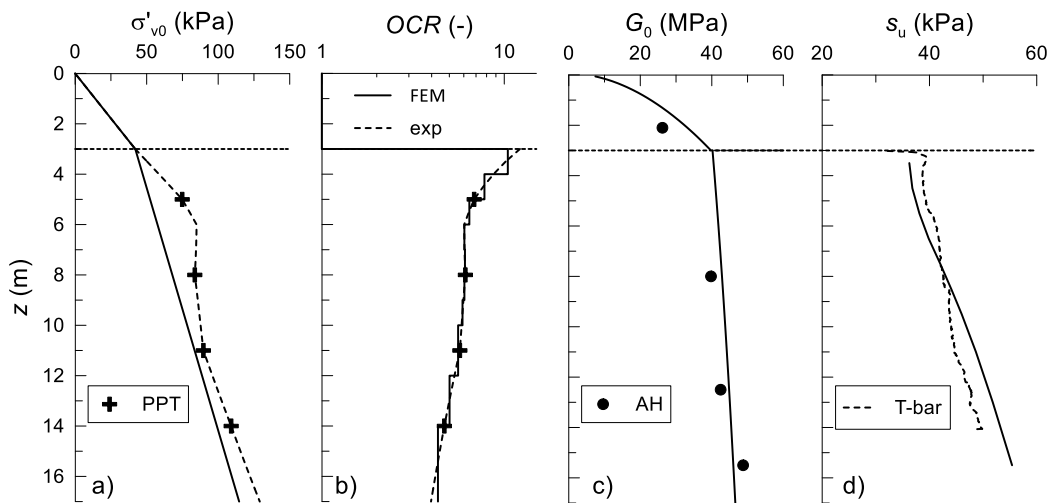 σ'v0 (kPa)
0 50 100 150
OCR (-)
1 10
G0 (MPa)
0 20 40 60
su (kPa)
20 40 60
z (m)
0
2
4
6
8
10
12
14
16
FEM
exp
PPT
AH
T-bar
a)
b)
c)
d)